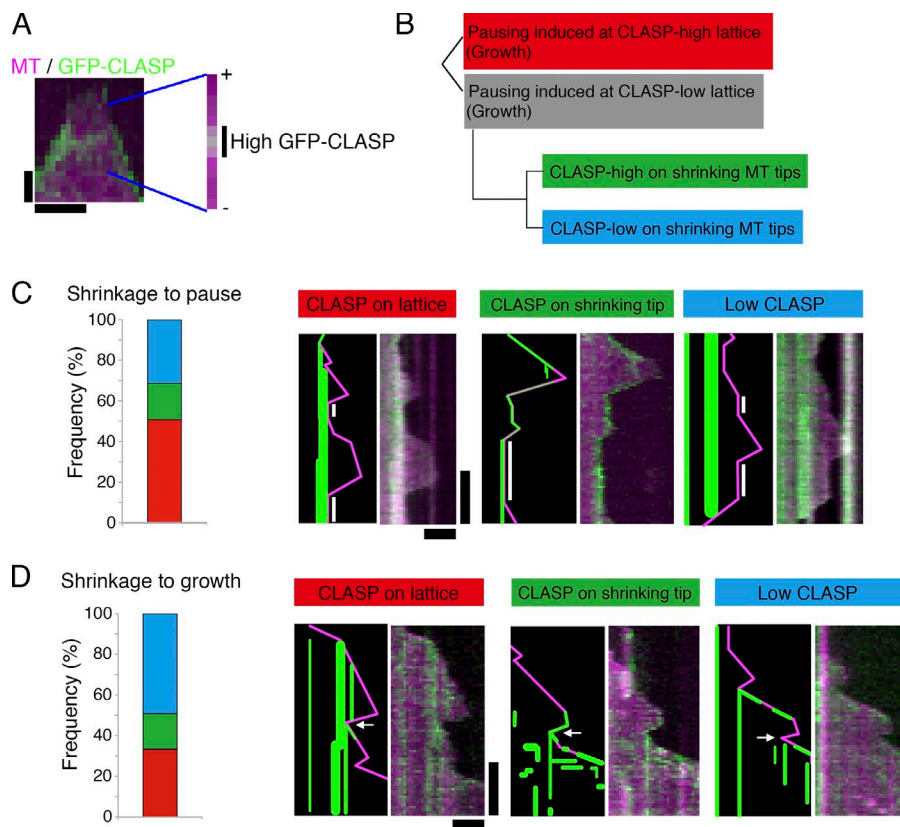 A
MT / GFP-CLASP
+
High GFP-CLASP
-
B
Pausing induced at CLASP-high lattice
(Growth)
Pausing induced at CLASP-low lattice
(Growth)
CLASP-high on shrinking MT tips
CLASP-low on shrinking MT tips
C
Shrinkage to pause
Frequency (%)
100
80
60
40
20
0
CLASP on lattice
CLASP on shrinking tip
Low CLASP
D
Shrinkage to growth
Frequency (%)
100
80
60
40
20
0
CLASP on lattice
CLASP on shrinking tip
Low CLASP